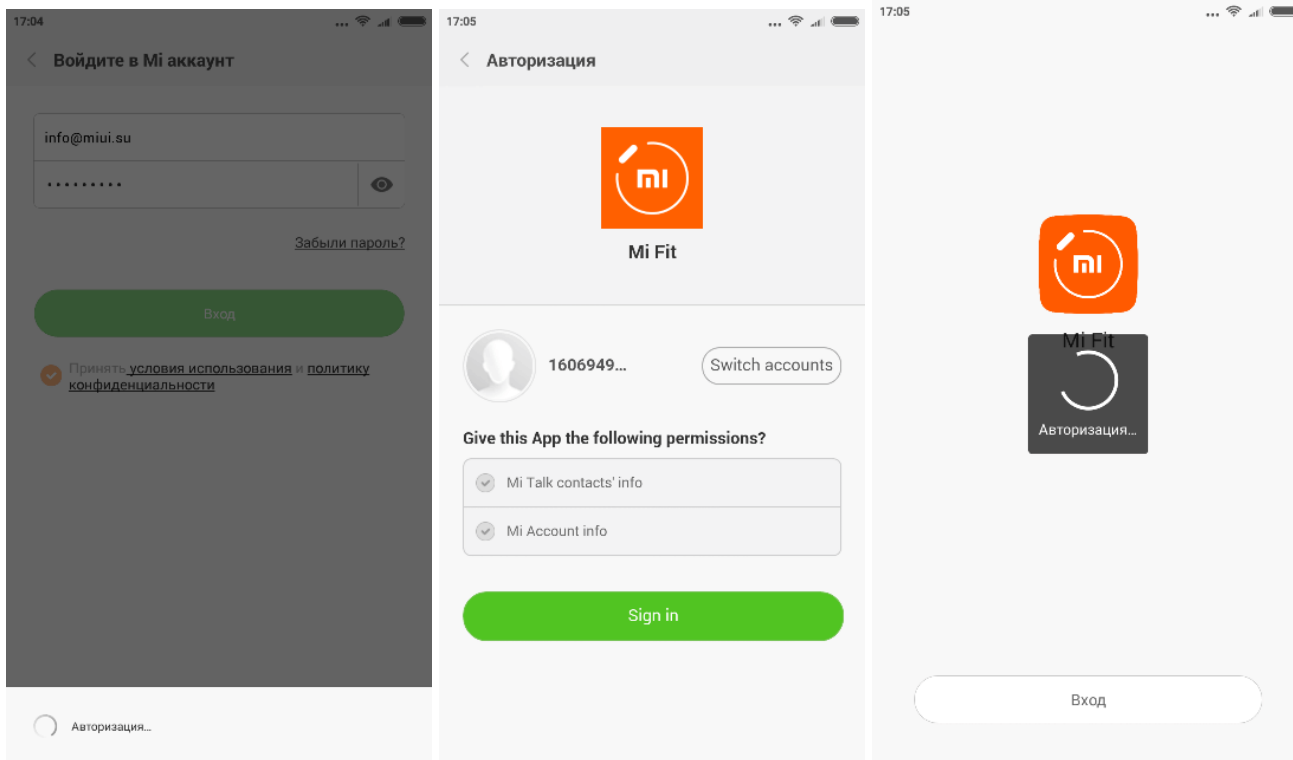 17:04
...
Войдите в Mi аккаунт
info@miui.su
•••••••••
Забыли пароль?
Вход
Принять условия использования и политику
конфиденциальности
Авторизация...
17:05
...
Авторизация
mi
Mi Fit
1606949...
Switch accounts
Give this App the following permissions?
Mi Talk contacts' info
Mi Account info
Sign in
17:05
...
mi
Mi Fit
Авторизация...
Вход